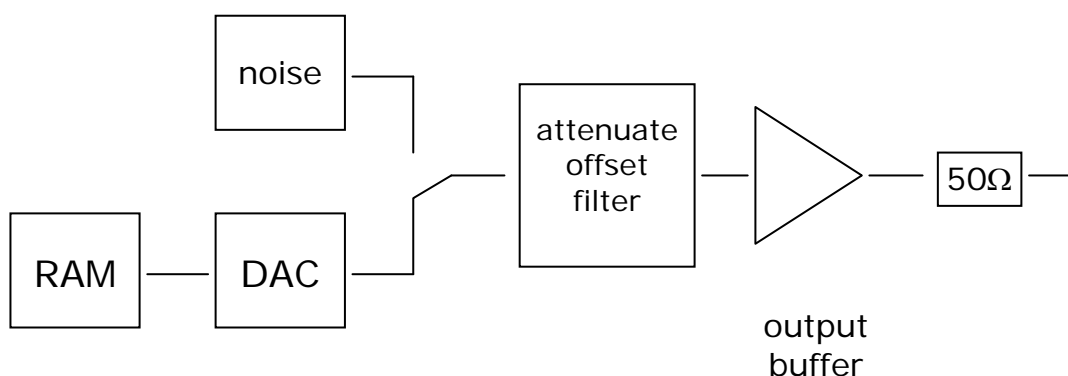 noise
attenuate
offset
filter
50Ω
RAM
DAC
output
buffer